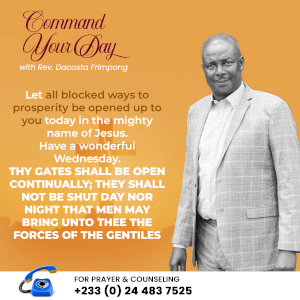 Command
Your Day
with Rev. Dacosta Frimpong
Let all blocked ways to
prosperity be opened up to
you today in the mighty
name of Jesus.
Have a wonderful
Wednesday.
THY GATES SHALL BE OPEN
CONTINUALLY; THEY SHALL
NOT BE SHUT DAY NOR
NIGHT THAT MEN MAY
BRING UNTO THEE THE
FORCES OF THE GENTILES
FOR PRAYER & COUNSELING
+233 (0) 24 483 7525